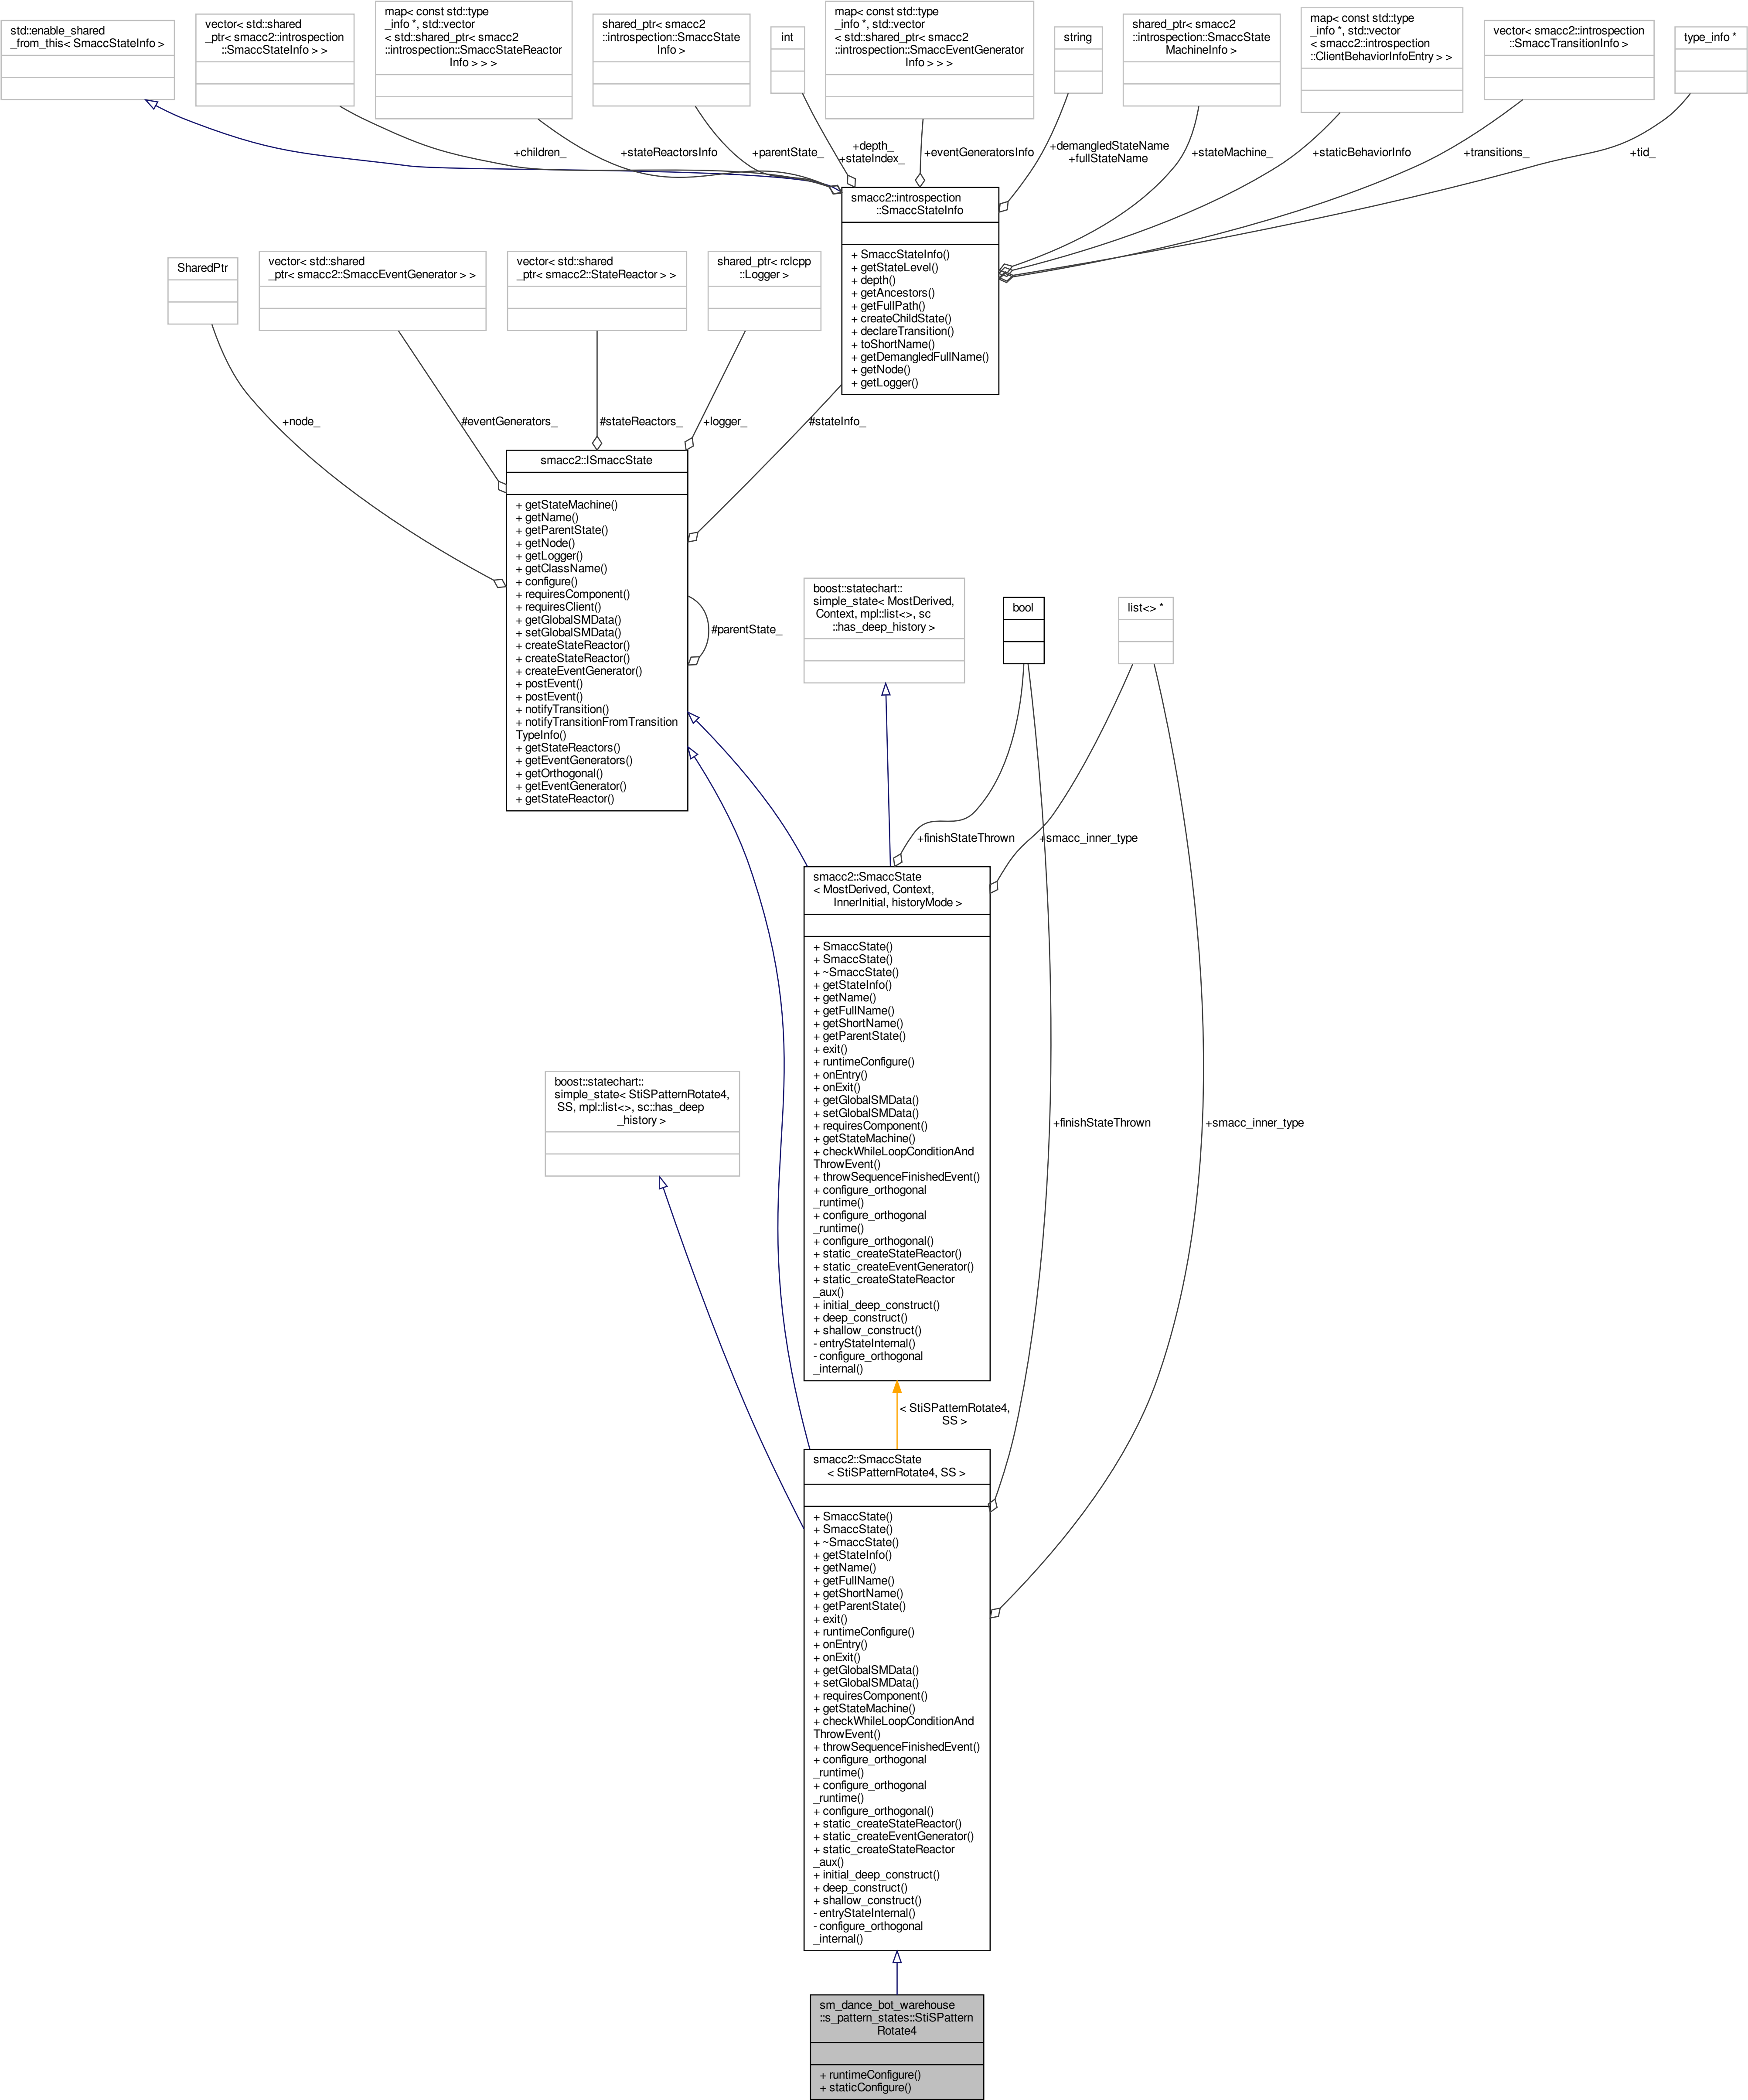 std::enable_shared
_from_this< SmaccStateInfo >
vector< std::shared
_ptr< smacc2::introspection
::SmaccStateInfo > >
map< const std::type
_info *, std::vector
< std::shared_ptr< smacc2
::introspection::SmaccStateReactor
Info > > >
shared_ptr< smacc2
::introspection::SmaccState
Info >
int
map< const std::type
_info *, std::vector
< std::shared_ptr< smacc2
::introspection::SmaccEventGenerator
Info > > >
string
shared_ptr< smacc2
::introspection::SmaccState
MachineInfo >
map< const std::type
_info *, std::vector
< smacc2::introspection
::ClientBehaviorInfoEntry > >
vector< smacc2::introspection
::SmaccTransitionInfo >
type_info *
+children_
+stateReactorsInfo
+parentState_
+depth_
+stateIndex_
+eventGeneratorsInfo
+demangledStateName
+fullStateName
+stateMachine_
+staticBehaviorInfo
+transitions_
+tid_
smacc2::introspection
::SmaccStateInfo
+ SmaccStateInfo()
+ getStateLevel()
+ depth()
+ getAncestors()
+ getFullPath()
+ createChildState()
+ declareTransition()
+ toShortName()
+ getDemangledFullName()
+ getNode()
+ getLogger()
SharedPtr
vector< std::shared
_ptr< smacc2::SmaccEventGenerator > >
vector< std::shared
_ptr< smacc2::StateReactor > >
shared_ptr< rclcpp
::Logger >
+node_
#eventGenerators_
#stateReactors_
+logger_
#stateInfo_
smacc2::ISmaccState
+ getStateMachine()
+ getName()
+ getParentState()
+ getNode()
+ getLogger()
+ getClassName()
+ configure()
+ requiresComponent()
+ requiresClient()
+ getGlobalSMData()
+ setGlobalSMData()
+ createStateReactor()
+ createStateReactor()
+ createEventGenerator()
+ postEvent()
+ postEvent()
+ notifyTransition()
+ notifyTransitionFromTransition
TypeInfo()
+ getStateReactors()
+ getEventGenerators()
+ getOrthogonal()
+ getEventGenerator()
+ getStateReactor()
#parentState_
boost::statechart::
simple_state< MostDerived,
Context, mpl::list<>, sc
::has_deep_history >
bool
list<> *
+finishStateThrown
+smacc_inner_type
smacc2::SmaccState
< MostDerived, Context,
InnerInitial, historyMode >
+ SmaccState()
+ SmaccState()
+ ~SmaccState()
+ getStateInfo()
+ getName()
+ getFullName()
+ getShortName()
+ getParentState()
+ exit()
+ runtimeConfigure()
+ onEntry()
+ onExit()
+ getGlobalSMData()
+ setGlobalSMData()
+ requiresComponent()
+ getStateMachine()
+ checkWhileLoopConditionAnd
ThrowEvent()
+ throwSequenceFinishedEvent()
+ configure_orthogonal
_runtime()
+ configure_orthogonal
_runtime()
+ configure_orthogonal()
+ static_createStateReactor()
+ static_createEventGenerator()
+ static_createStateReactor
_aux()
+ initial_deep_construct()
+ deep_construct()
+ shallow_construct()
- entryStateInternal()
- configure_orthogonal
_internal()
boost::statechart::
simple_state< StiSPatternRotate4,
SS, mpl::list<>, sc::has_deep
_history >
+finishStateThrown
+smacc_inner_type
< StiSPatternRotate4,
SS >
smacc2::SmaccState
< StiSPatternRotate4, SS >
+ SmaccState()
+ SmaccState()
+ ~SmaccState()
+ getStateInfo()
+ getName()
+ getFullName()
+ getShortName()
+ getParentState()
+ exit()
+ runtimeConfigure()
+ onEntry()
+ onExit()
+ getGlobalSMData()
+ setGlobalSMData()
+ requiresComponent()
+ getStateMachine()
+ checkWhileLoopConditionAnd
ThrowEvent()
+ throwSequenceFinishedEvent()
+ configure_orthogonal
_runtime()
+ configure_orthogonal
_runtime()
+ configure_orthogonal()
+ static_createStateReactor()
+ static_createEventGenerator()
+ static_createStateReactor
_aux()
+ initial_deep_construct()
+ deep_construct()
+ shallow_construct()
- entryStateInternal()
- configure_orthogonal
_internal()
sm_dance_bot_warehouse
::s_pattern_states::StiSPattern
Rotate4
+ runtimeConfigure()
+ staticConfigure()